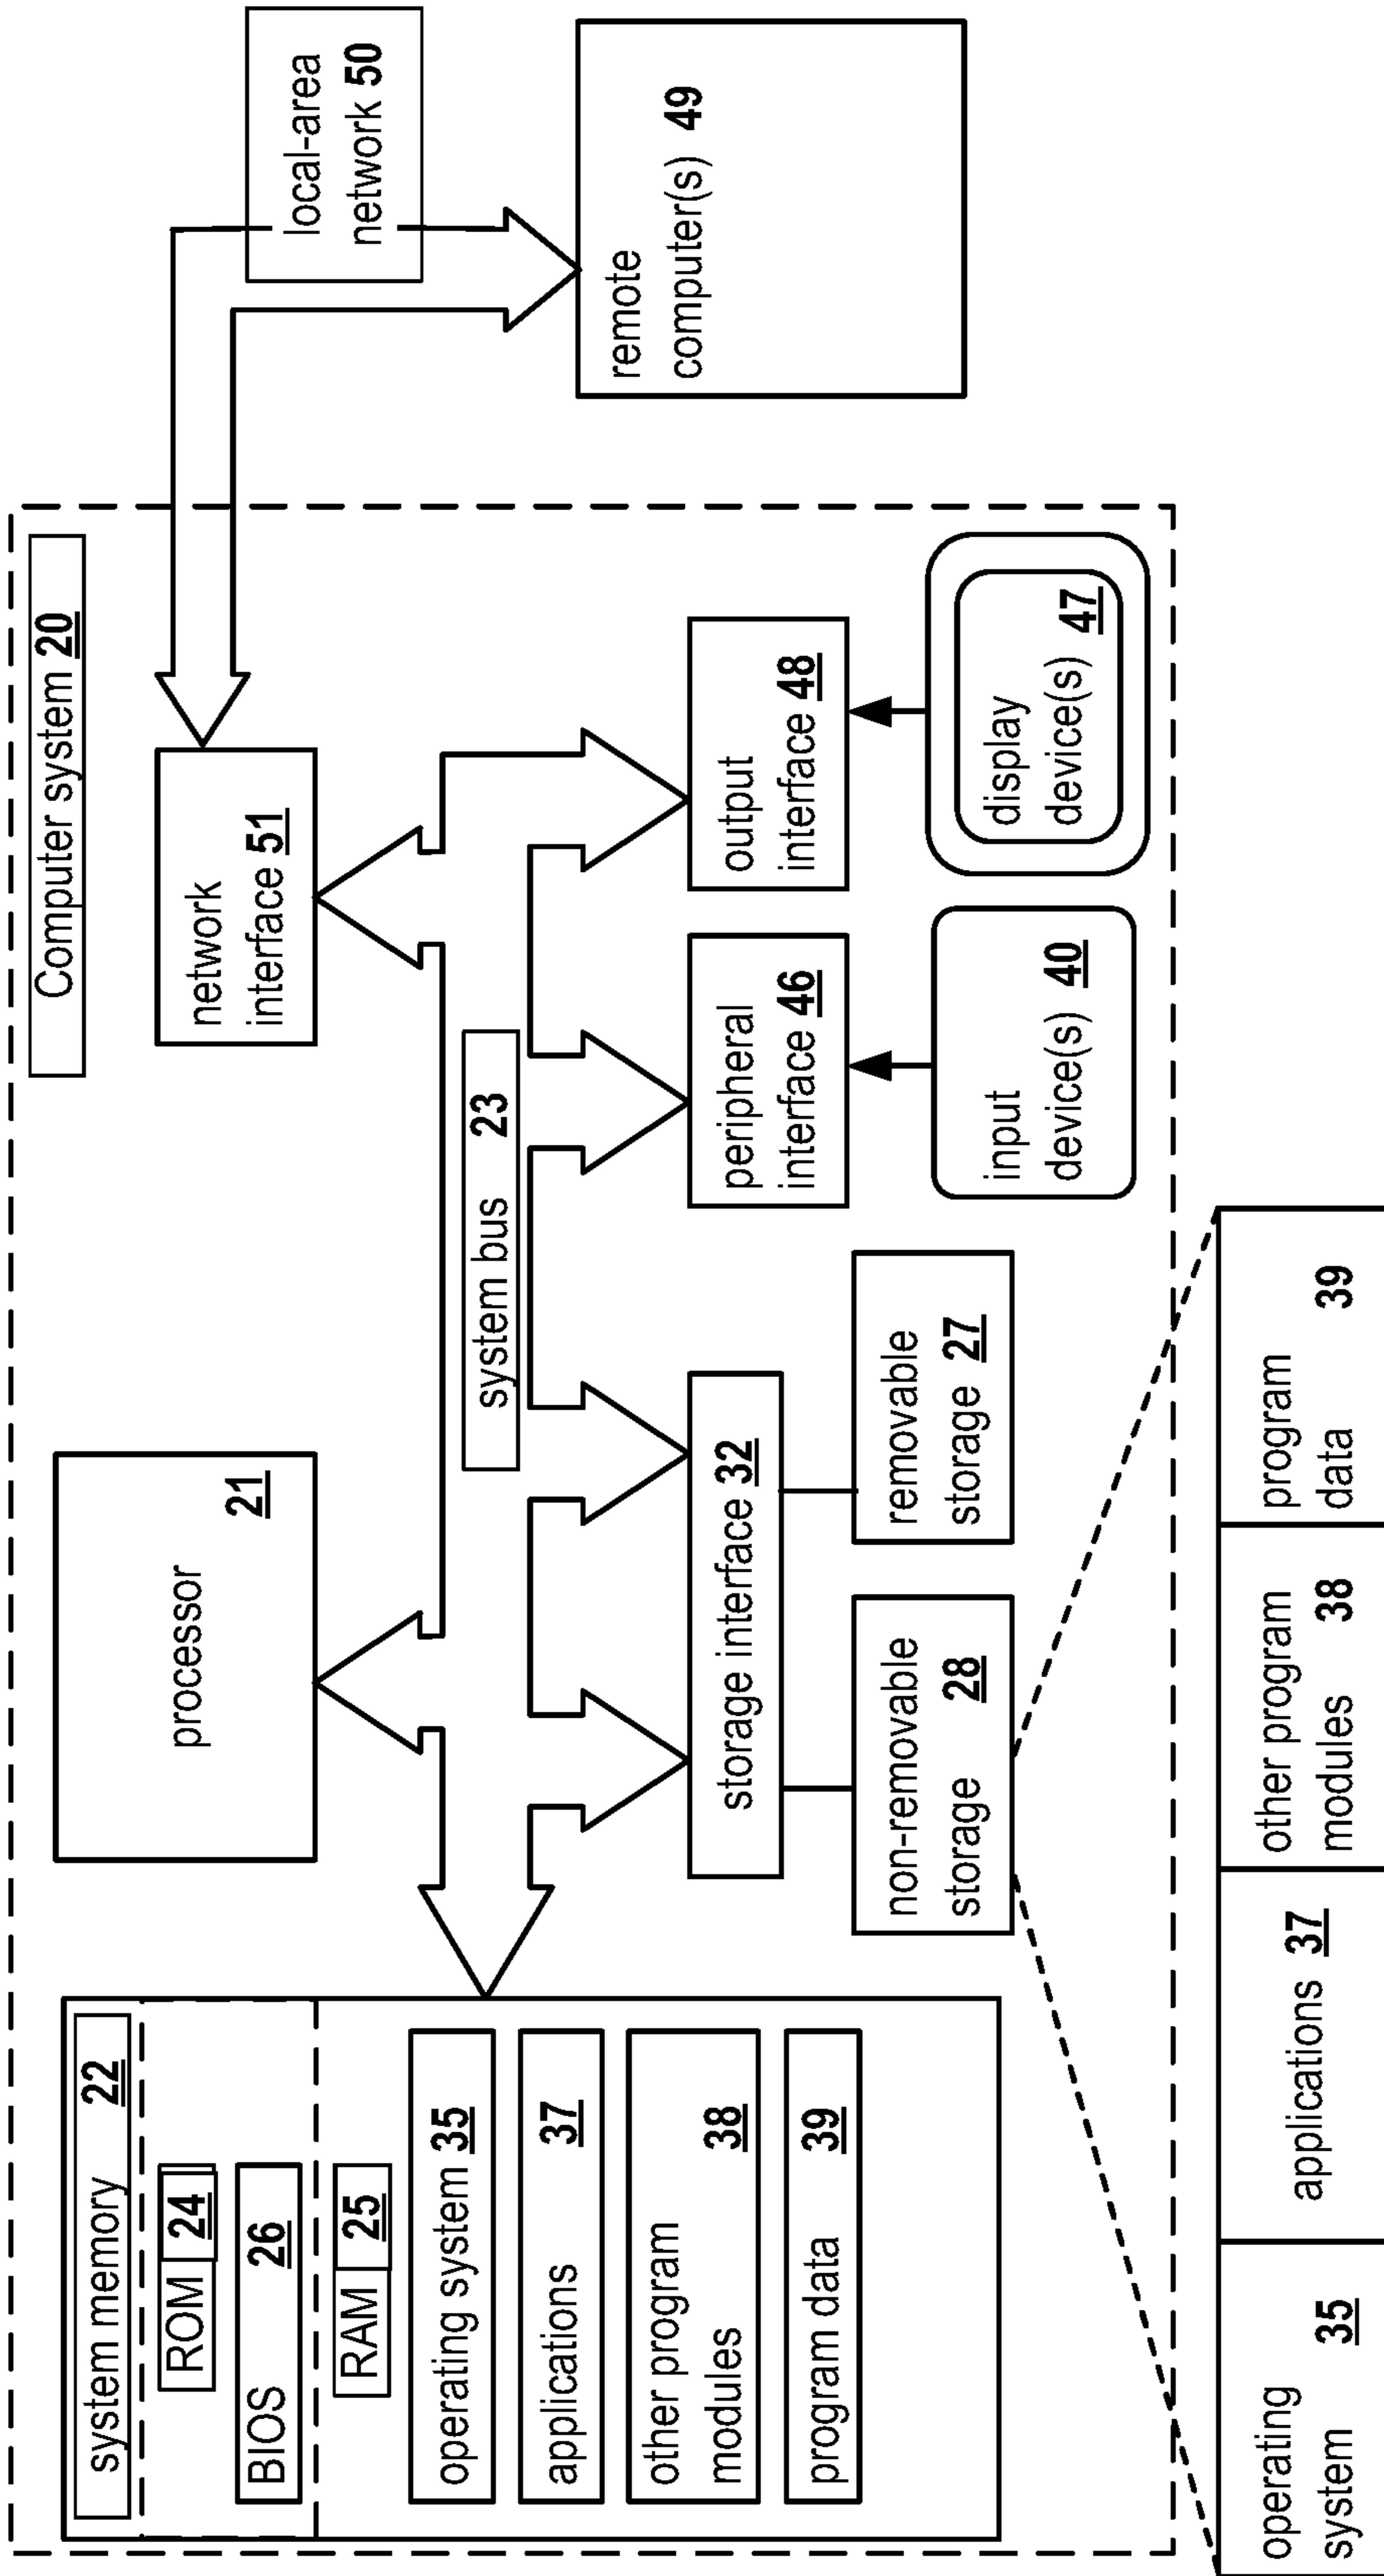 Computer system 20
system memory 22
ROM 24
BIOS 26
RAM 25
operating system 35
applications 37
other program
modules 38
program data 39
processor 21
network
interface 51
local-area
network 50
system bus 23
storage interface 32
peripheral
interface 46
output
interface 48
remote
computer(s) 49
non-removable
storage 28
removable
storage 27
input
device(s) 40
display
device(s) 47
operating
system 35
applications 37
other program
modules 38
program
data 39